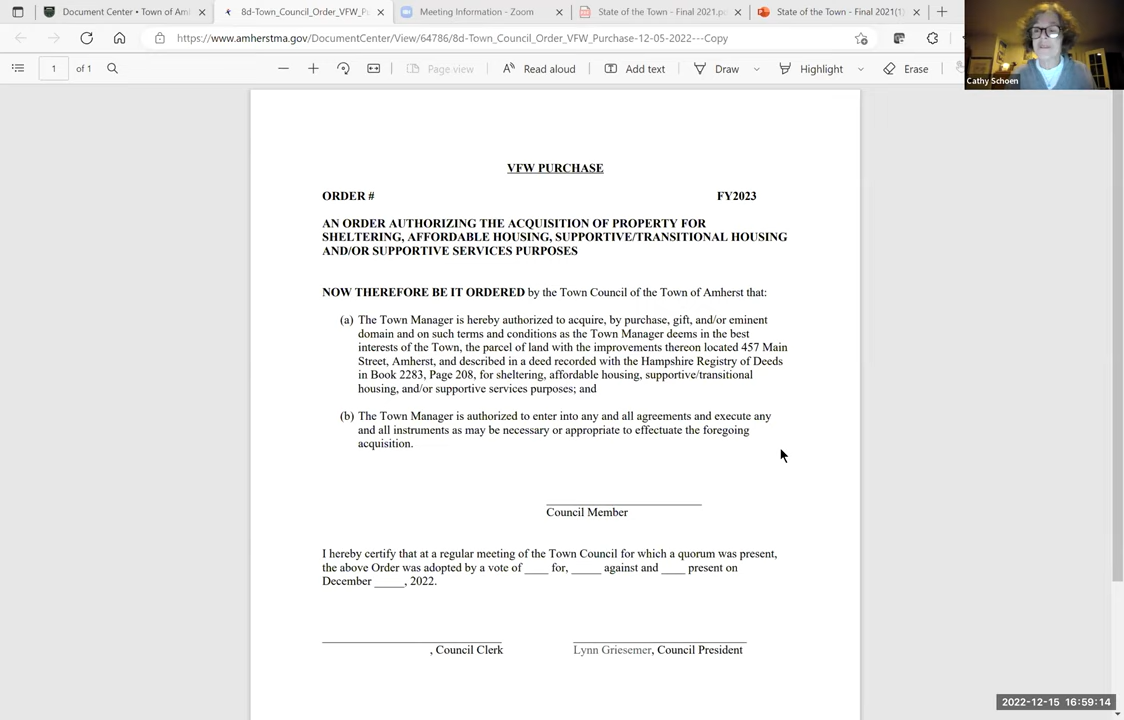 Document Center • Town of Am
8d-Town_Council_Order_VFW_P
Meeting Information - Zoom
State of the Town - Final 2021.p
State of the Town - Final 2021(1)
https://www.amherstma.gov/DocumentCenter/View/64786/8d-Town_Council_Order_VFW_Purchase-12-05-2022---Copy
1 of 1
Page view
Read aloud
Add text
Draw
Highlight
Erase
Cathy Schoen
VFW PURCHASE
ORDER # FY2023
AN ORDER AUTHORIZING THE ACQUISITION OF PROPERTY FOR
SHELTERING, AFFORDABLE HOUSING, SUPPORTIVE/TRANSITIONAL HOUSING
AND/OR SUPPORTIVE SERVICES PURPOSES
NOW THEREFORE BE IT ORDERED by the Town Council of the Town of Amherst that:
(a) The Town Manager is hereby authorized to acquire, by purchase, gift, and/or eminent
domain and on such terms and conditions as the Town Manager deems in the best
interests of the Town, the parcel of land with the improvements thereon located 457 Main
Street, Amherst, and described in a deed recorded with the Hampshire Registry of Deeds
in Book 2283, Page 208, for sheltering, affordable housing, supportive/transitional
housing, and/or supportive services purposes; and
(b) The Town Manager is authorized to enter into any and all agreements and execute any
and all instruments as may be necessary or appropriate to effectuate the foregoing
acquisition.
Council Member
I hereby certify that at a regular meeting of the Town Council for which a quorum was present,
the above Order was adopted by a vote of ____ for, _____ against and ____ present on
December _____, 2022.
, Council Clerk
Lynn Griesemer, Council President
2022-12-15 16:59:14